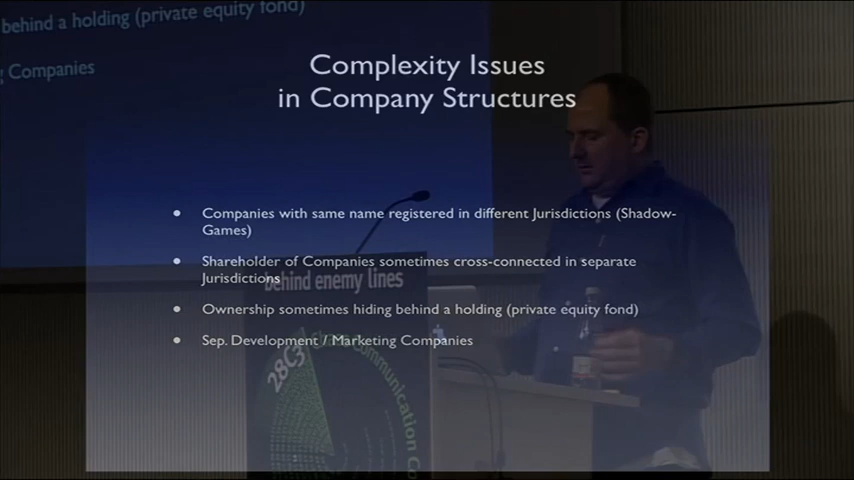 behind a holding (private equity fond)
Companies
Complexity Issues
in Company Structures
• Companies with same name registered in different Jurisdictions (Shadow-
Games)
• Shareholder of Companies sometimes cross-connected in separate
Jurisdictions
• Ownership sometimes hiding behind a holding (private equity fond)
• Sep. Development / Marketing Companies
behind enemy lines
28C3
Chaos Communication Co